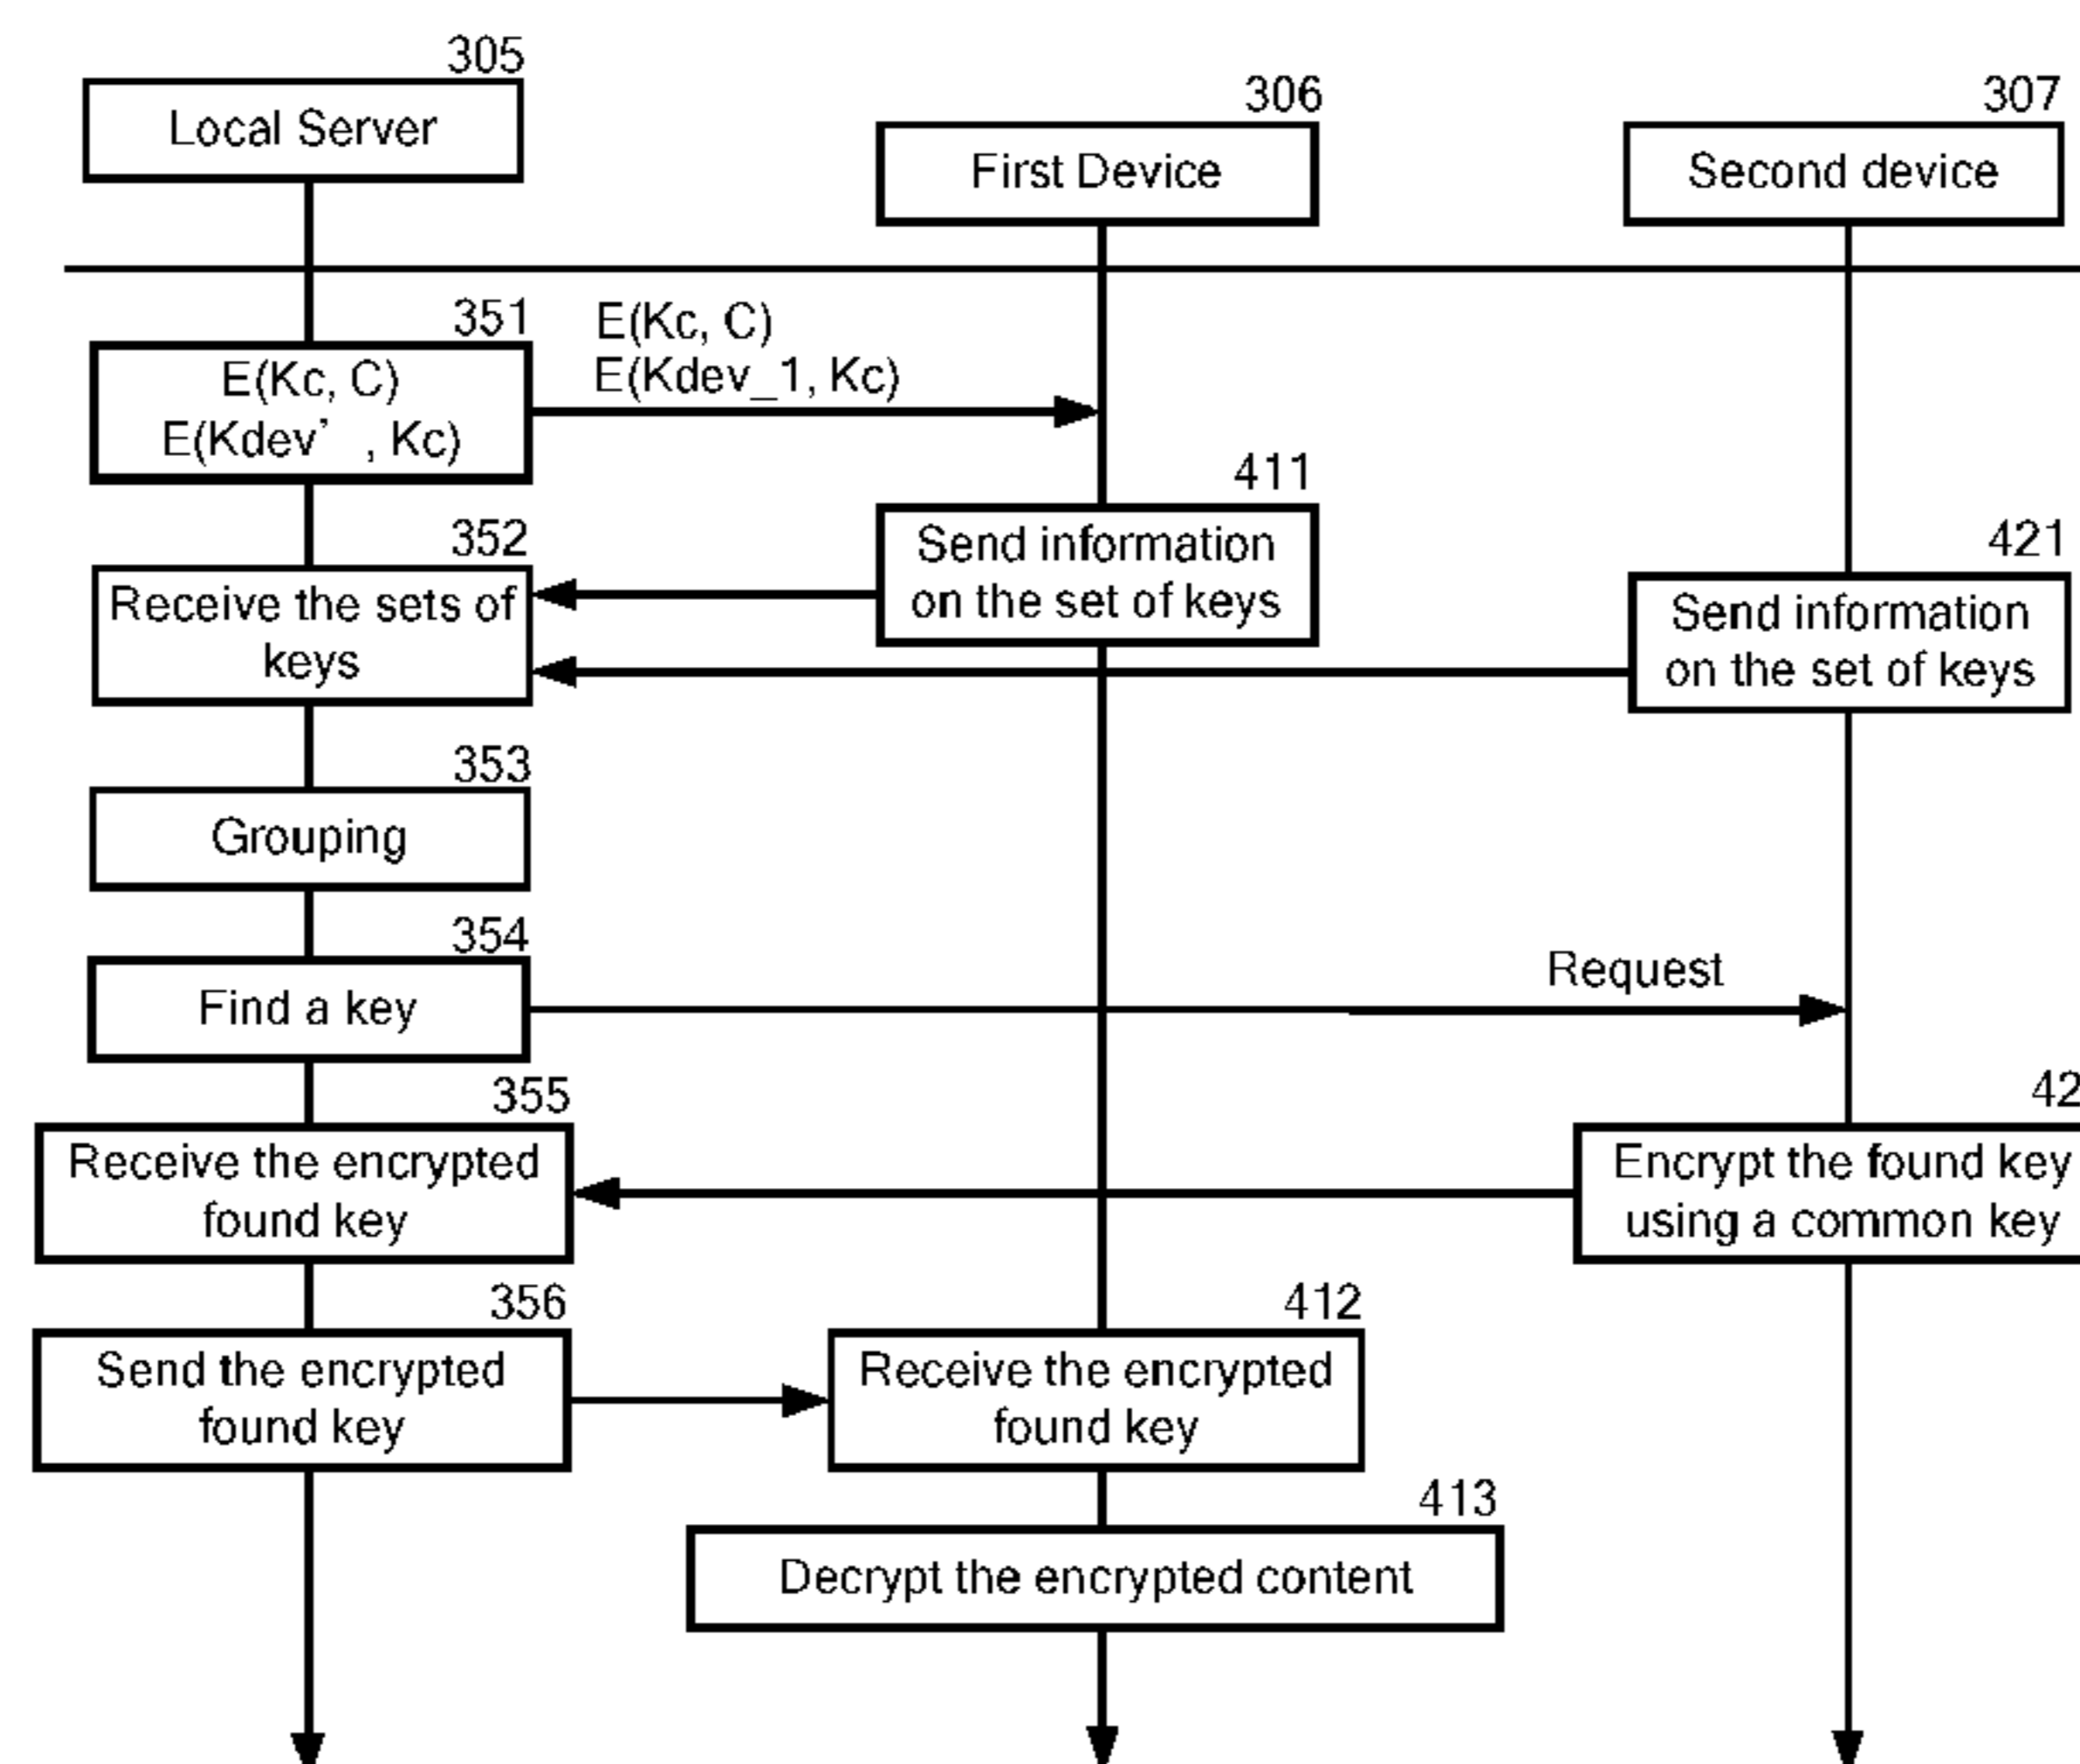 305
Local Server
306
First Device
307
Second device
351
E(Kc, C)
E(Kdev’ , Kc)
E(Kc, C)
E(Kdev_1, Kc)
411
Send information
on the set of keys
352
Receive the sets of
keys
421
Send information
on the set of keys
353
Grouping
354
Find a key
Request
355
Receive the encrypted
found key
42
Encrypt the found key
using a common key
356
Send the encrypted
found key
412
Receive the encrypted
found key
413
Decrypt the encrypted content